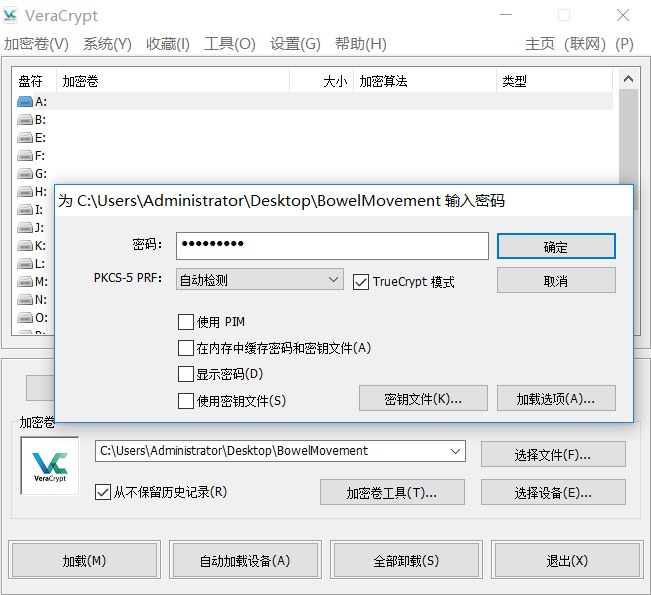 VeraCrypt
加密卷(V) 系统(Y) 收藏(I) 工具(O) 设置(G) 帮助(H) 主页 (联网) (P)
盘符 加密卷 大小 加密算法 类型
A:
B:
E:
F:
G:
H:
I:
J:
K:
L:
M:
N:
O:
为 C:\Users\Administrator\Desktop\BowelMovement 输入密码
密码: ●●●●●●●●● 确定
PKCS-5 PRF: 自动检测 TrueCrypt 模式 取消
使用 PIM
在内存中缓存密码和密钥文件(A)
显示密码(D)
使用密钥文件(S) 密钥文件(K)... 加载选项(A)...
加密卷
VeraCrypt
C:\Users\Administrator\Desktop\BowelMovement 选择文件(F)...
从不保留历史记录(R) 加密卷工具(T)... 选择设备(E)...
加载(M) 自动加载设备(A) 全部卸载(S) 退出(X)